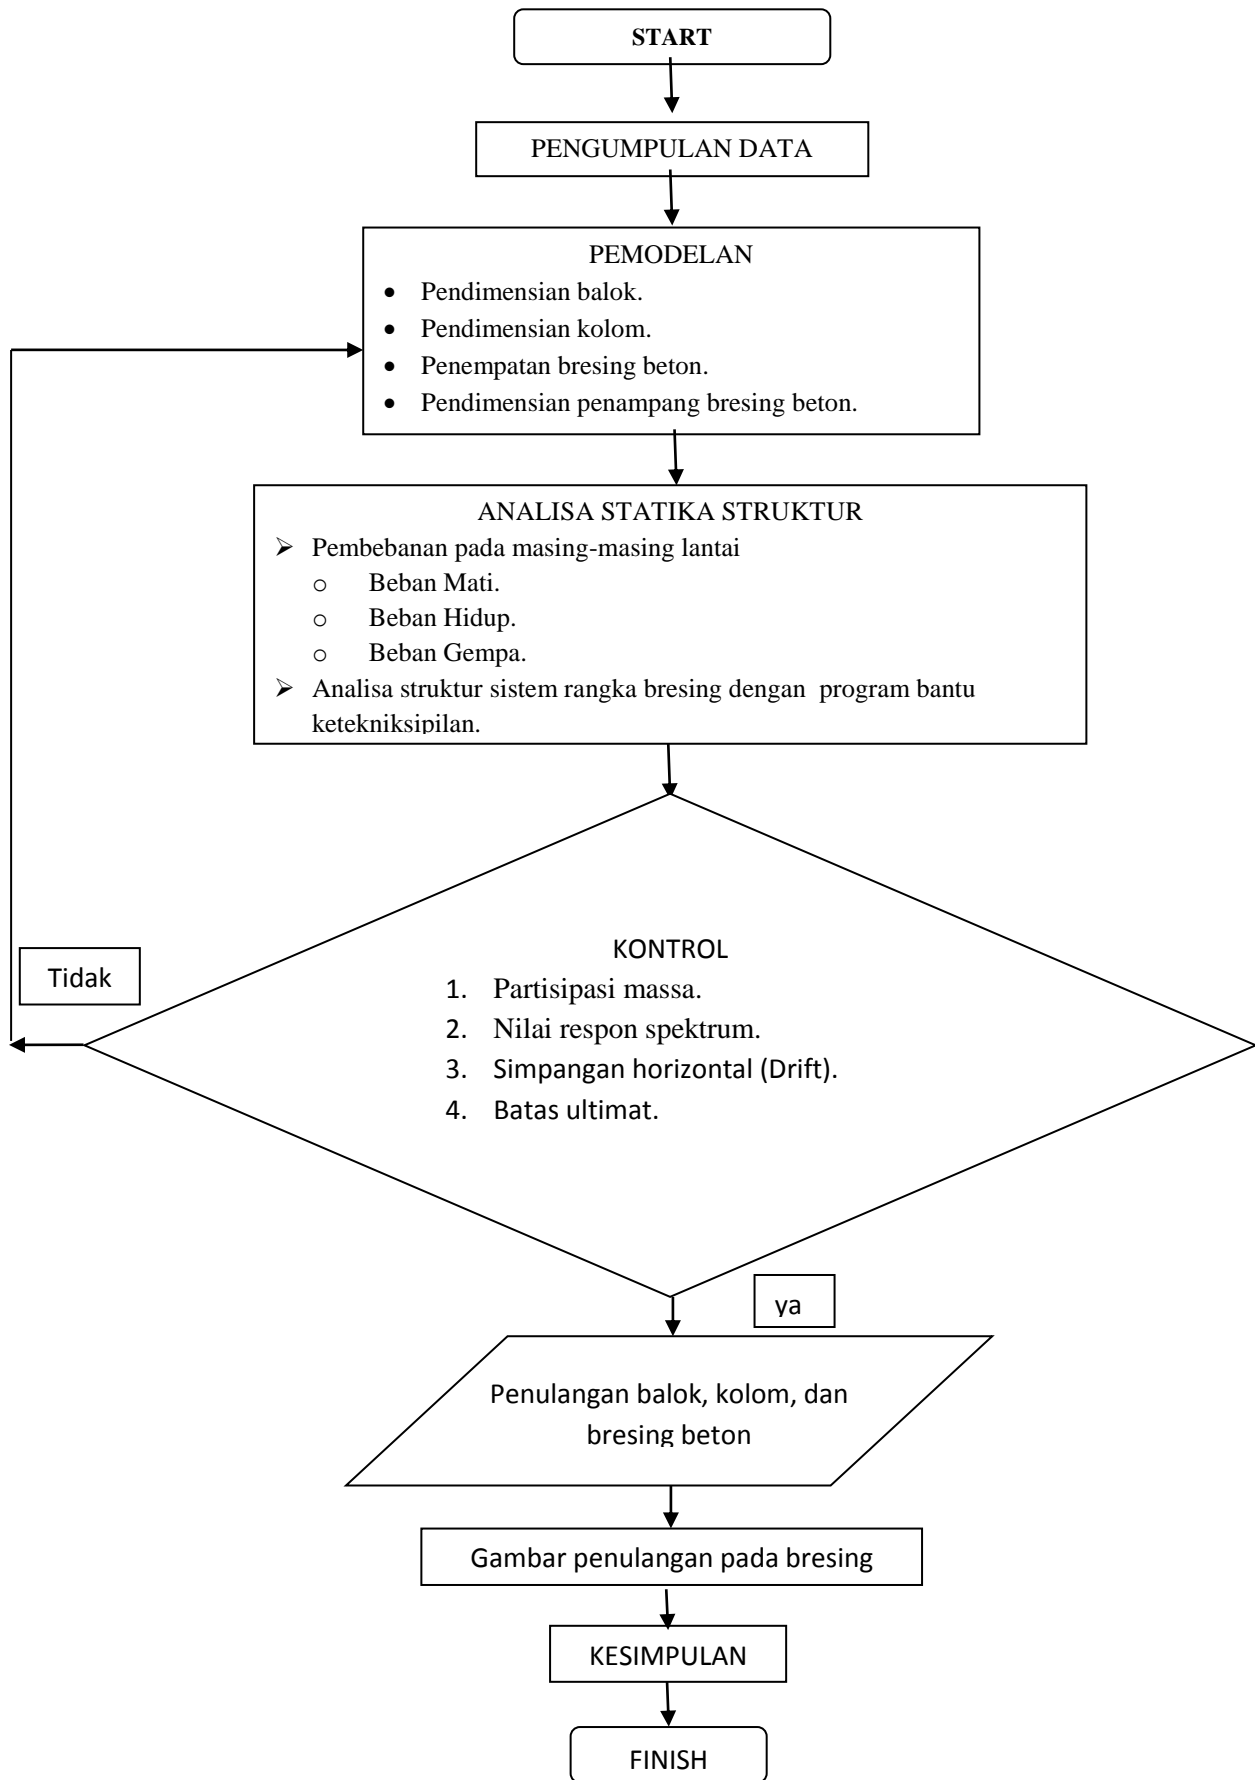 START
PENGUMPULAN DATA
PEMODELAN
• Pendimensian balok.
• Pendimensian kolom.
• Penempatan bresing beton.
• Pendimensian penampang bresing beton.
ANALISA STATIKA STRUKTUR
➢ Pembebanan pada masing-masing lantai
o Beban Mati.
o Beban Hidup.
o Beban Gempa.
➢ Analisa struktur sistem rangka bresing dengan program bantu
ketekniksipilan.
KONTROL
1. Partisipasi massa.
2. Nilai respon spektrum.
3. Simpangan horizontal (Drift).
4. Batas ultimat.
Tidak
ya
Penulangan balok, kolom, dan
bresing beton
Gambar penulangan pada bresing
KESIMPULAN
FINISH